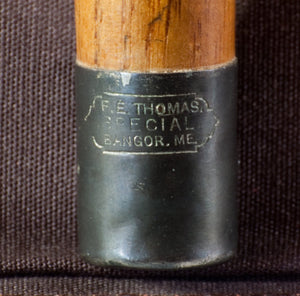 F.E. THOMAS.
SPECIAL
BANGOR. ME.